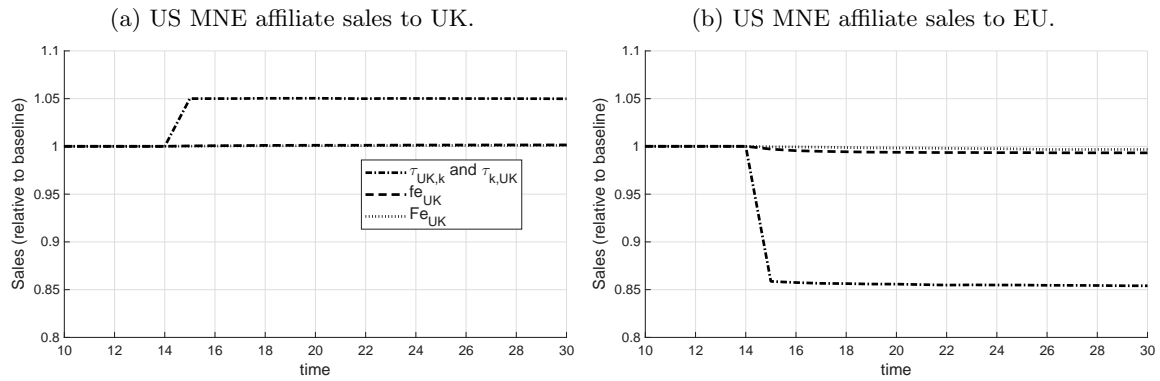 (a) US MNE affiliate sales to UK.
1.1
1.05
1
0.95
0.9
0.85
0.8
Sales (relative to baseline)
10 12 14 16 18 20 22 24 26 28 30
time
τUK,k and τk,UK
feUK
FeUK
(b) US MNE affiliate sales to EU.
1.1
1.05
1
0.95
0.9
0.85
0.8
Sales (relative to baseline)
10 12 14 16 18 20 22 24 26 28 30
time